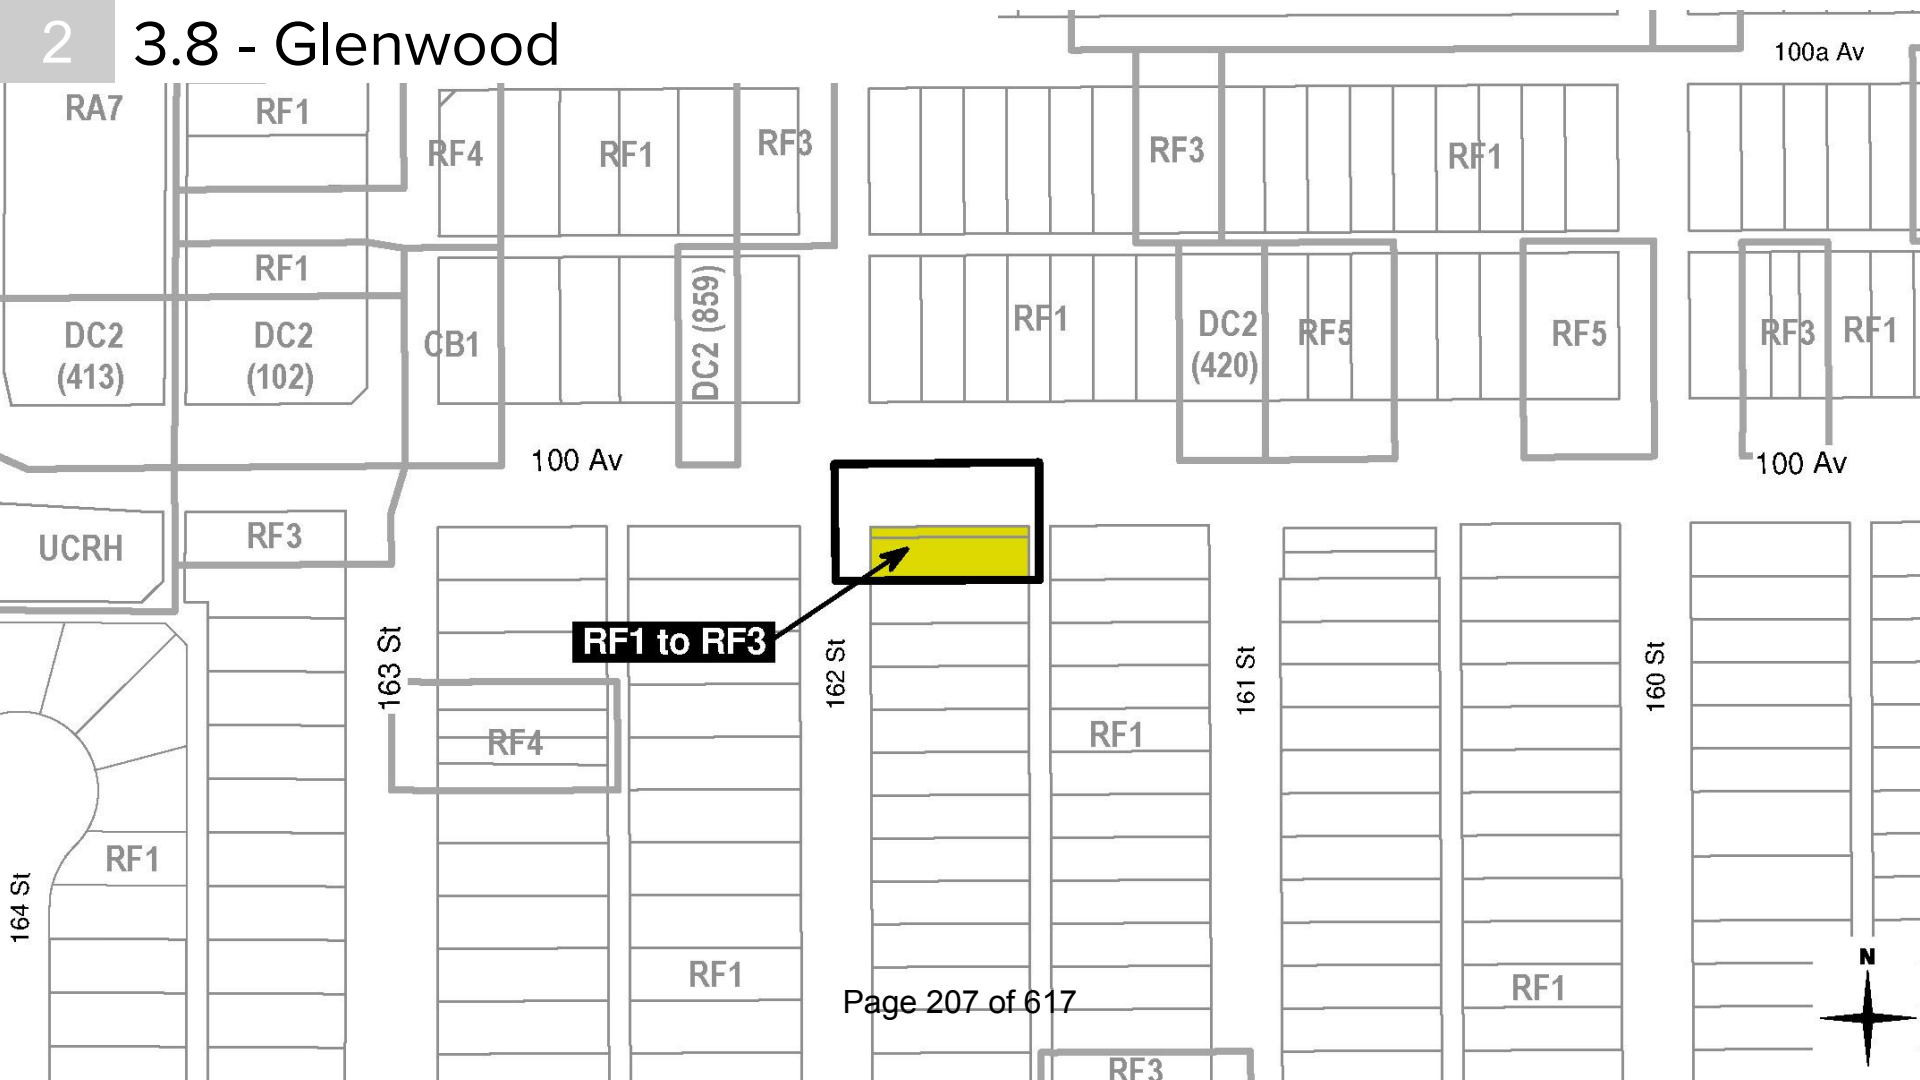 2 3.8 - Glenwood
100a Av
RA7
RF1
RF4
RF1
RF3
RF3
RF1
RF1
DC2
(413)
DC2
(102)
CB1
DC2 (859)
RF1
DC2
(420)
RF5
RF5
RF3
RF1
100 Av
100 Av
UCRH
RF3
RF1 to RF3
163 St
162 St
161 St
160 St
RF4
RF1
RF1
164 St
RF1
RF1
N
Page 207 of 617
RF3